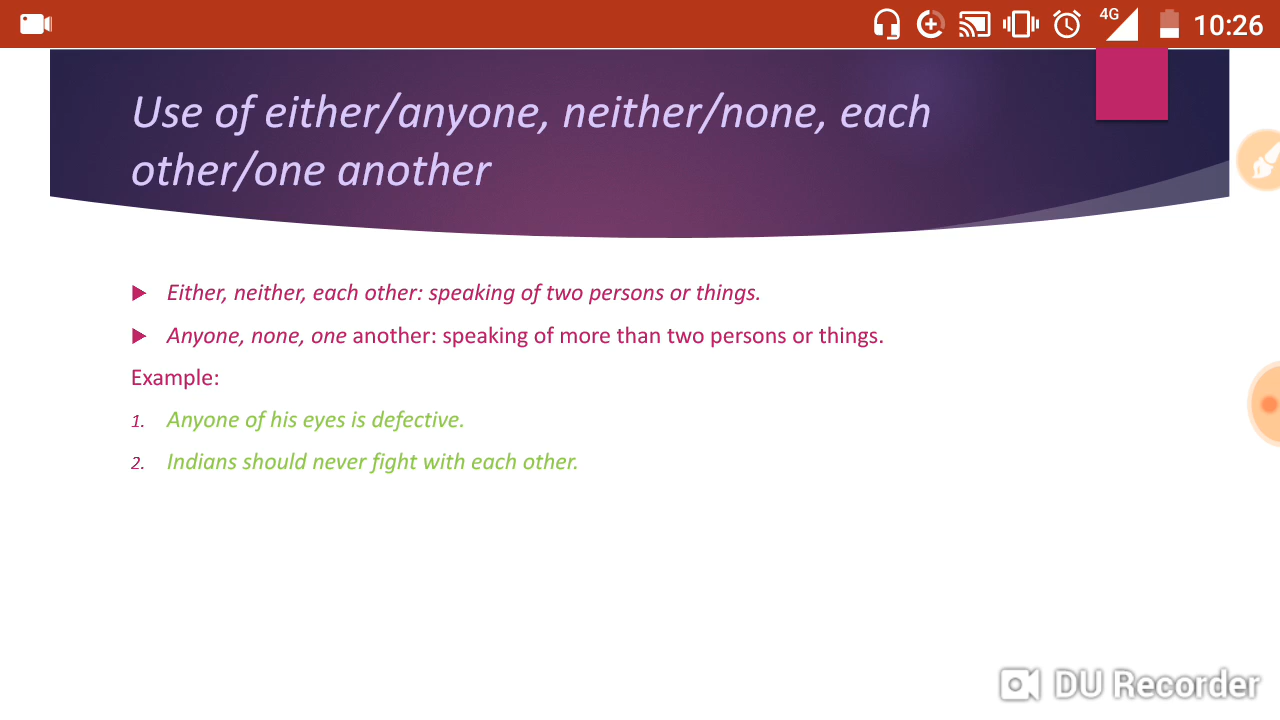 4G 10:26
Use of either/anyone, neither/none, each
other/one another
Either, neither, each other: speaking of two persons or things.
Anyone, none, one another: speaking of more than two persons or things.
Example:
1. Anyone of his eyes is defective.
2. Indians should never fight with each other.
DU Recorder